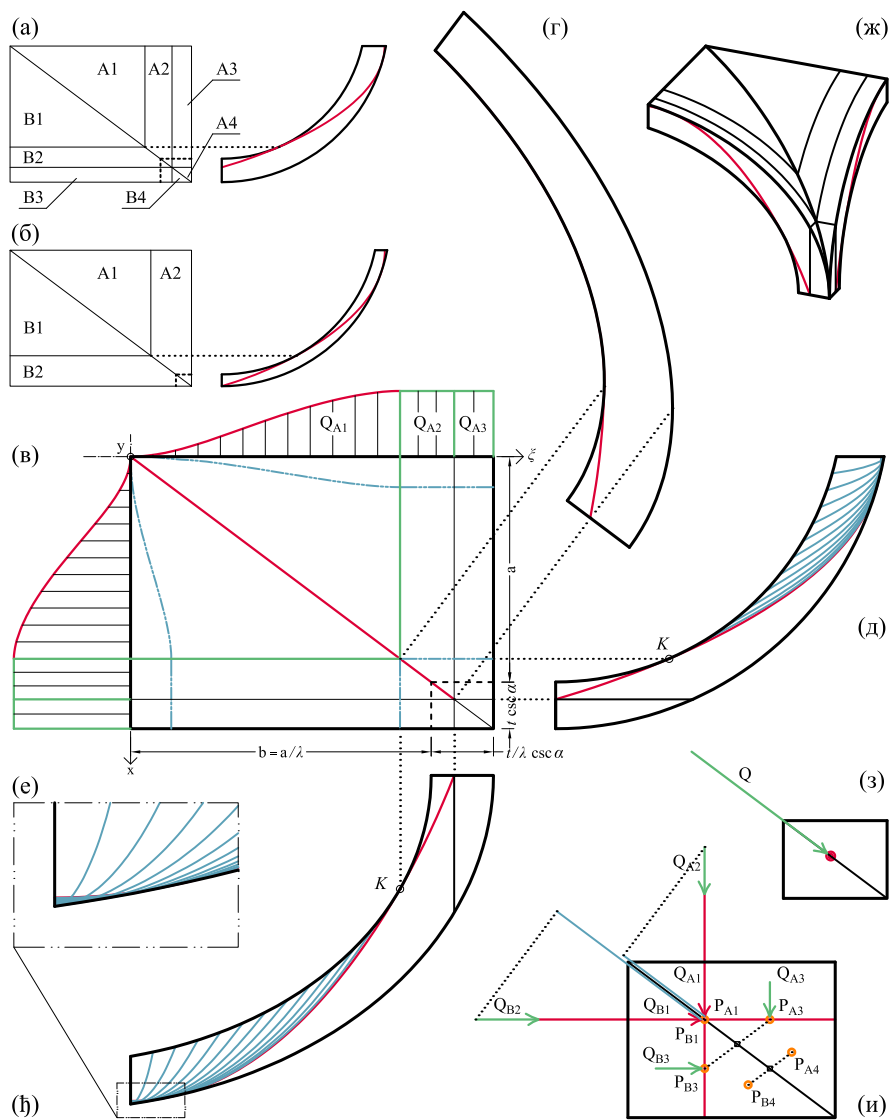 (а)
(г)
(ж)
A1
A2
A3
A4
B1
B2
B3
B4
(б)
A1
A2
B1
B2
(в)
y
ξ
Q_A1
Q_A2
Q_A3
a
t csc α
b = a/λ
t/λ csc α
x
K
(д)
(е)
K
(з)
Q
Q_A2
Q_A1
Q_A3
P_A1
P_A3
Q_B2
Q_B1
P_B1
Q_B3
P_B3
P_A4
P_B4
(ђ)
(и)